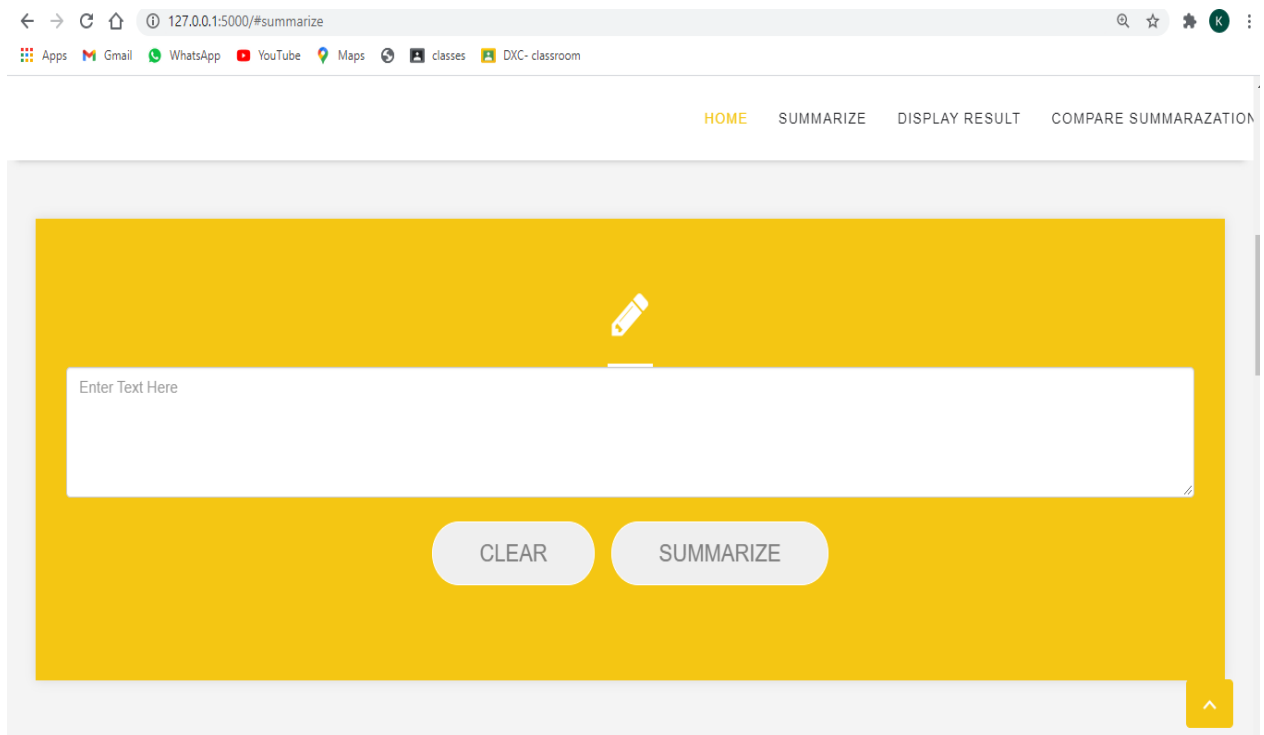 127.0.0.1:5000/#summarize K
Apps Gmail WhatsApp YouTube Maps classes DXC- classroom
HOME SUMMARIZE DISPLAY RESULT COMPARE SUMMARAZATION
Enter Text Here
CLEAR SUMMARIZE